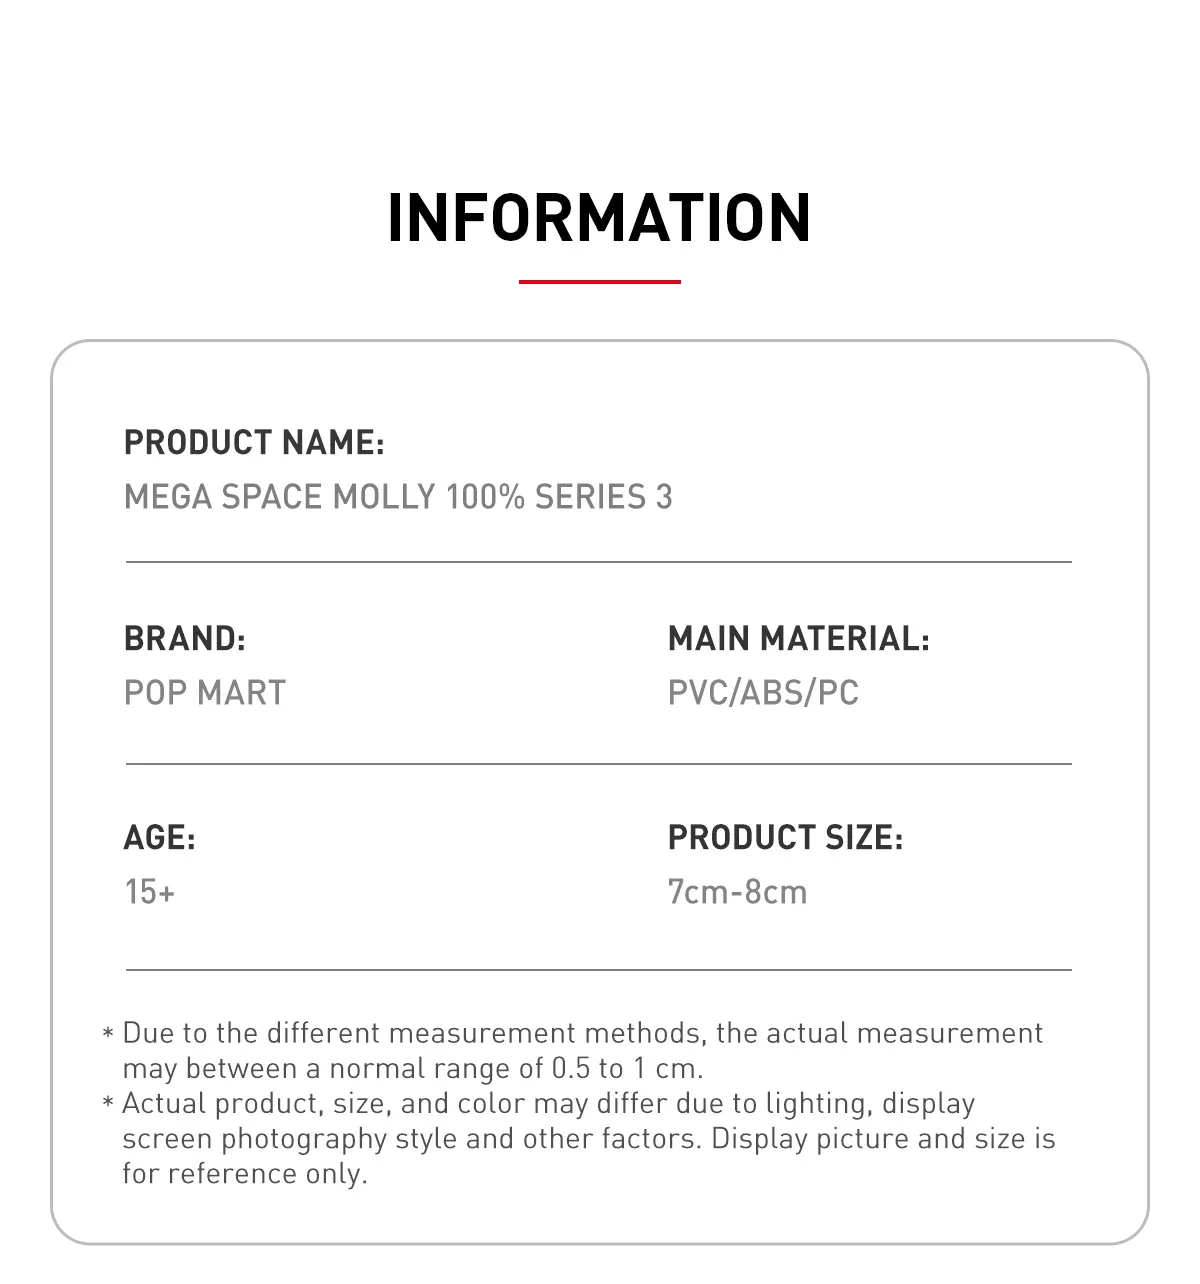 INFORMATION
PRODUCT NAME:
MEGA SPACE MOLLY 100% SERIES 3
BRAND:
POP MART
MAIN MATERIAL:
PVC/ABS/PC
AGE:
15+
PRODUCT SIZE:
7cm-8cm
* Due to the different measurement methods, the actual measurement
may between a normal range of 0.5 to 1 cm.
* Actual product, size, and color may differ due to lighting, display
screen photography style and other factors. Display picture and size is
for reference only.